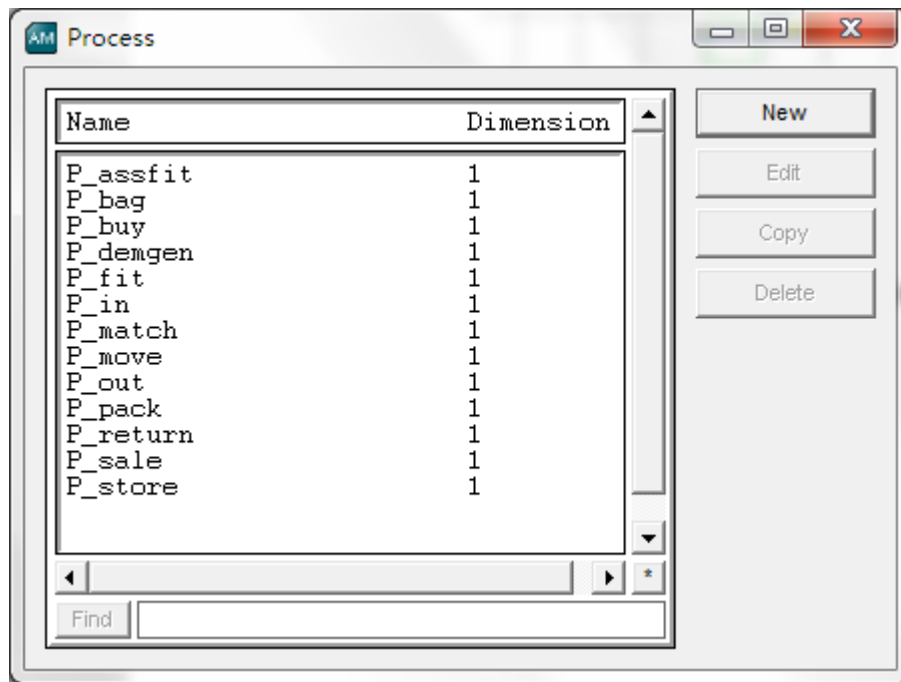 AM Process
Name Dimension
P_assfit 1
P_bag 1
P_buy 1
P_demgen 1
P_fit 1
P_in 1
P_match 1
P_move 1
P_out 1
P_pack 1
P_return 1
P_sale 1
P_store 1
*
Find
New
Edit
Copy
Delete